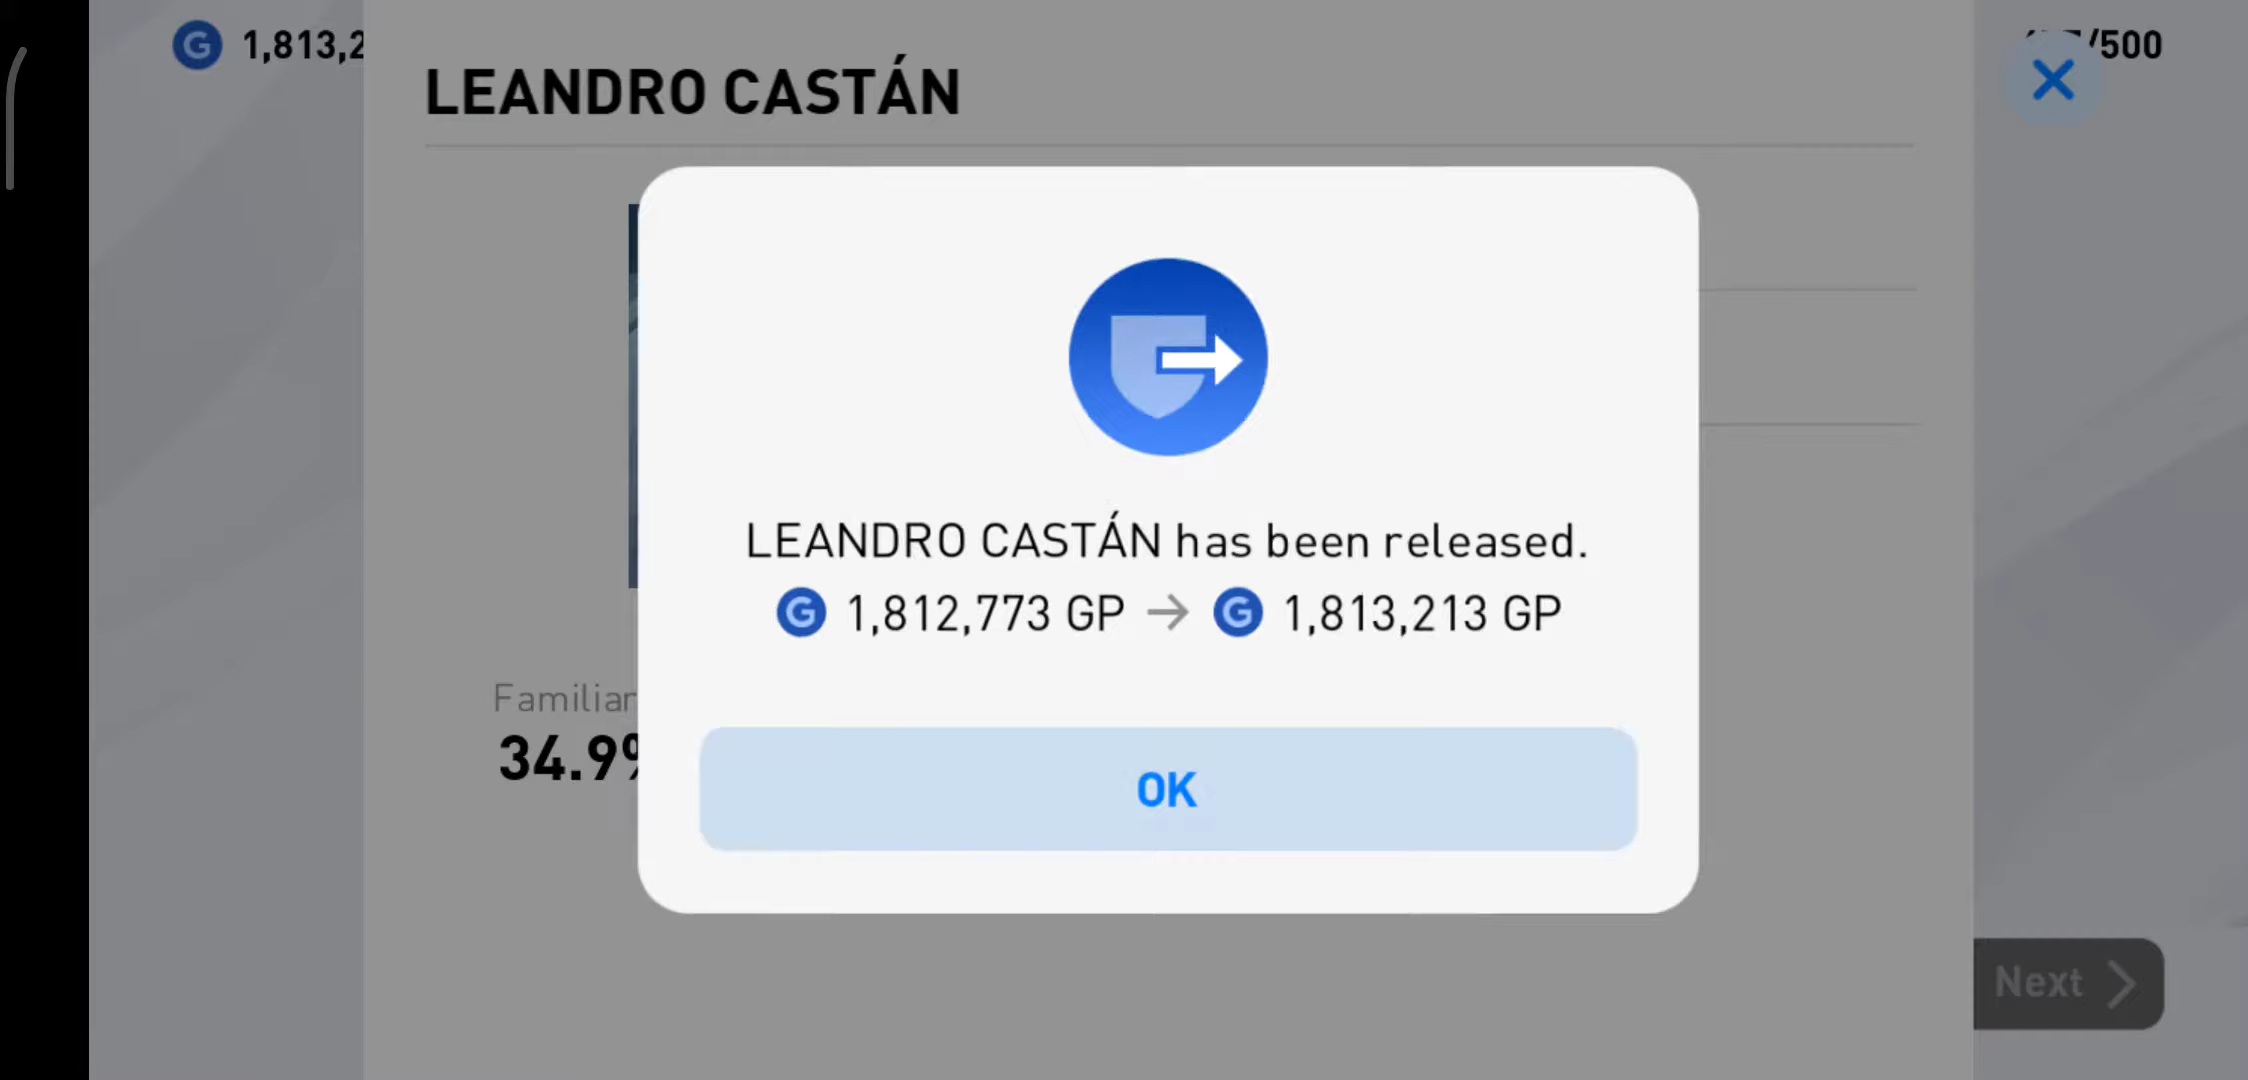 1,813,2
/500
LEANDRO CASTÁN
LEANDRO CASTÁN has been released.
1,812,773 GP → 1,813,213 GP
Familiar
34.9%
OK
Next